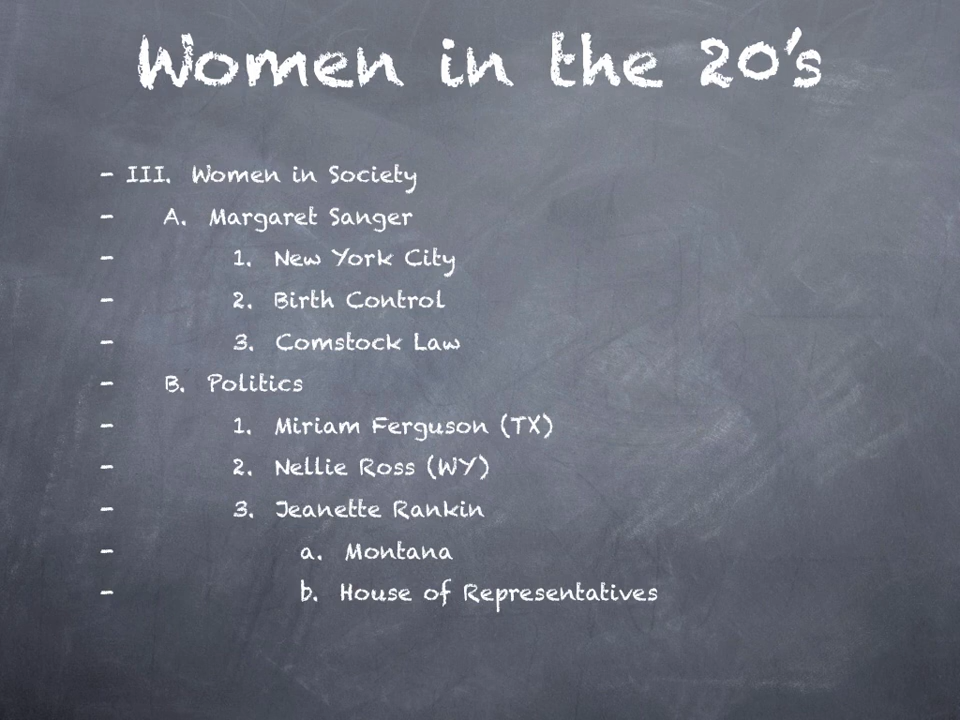 Women in the 20's
- III. Women in Society
- A. Margaret Sanger
- 1. New York City
- 2. Birth Control
- 3. Comstock Law
- B. Politics
- 1. Miriam Ferguson (TX)
- 2. Nellie Ross (WY)
- 3. Jeanette Rankin
- a. Montana
- b. House of Representatives